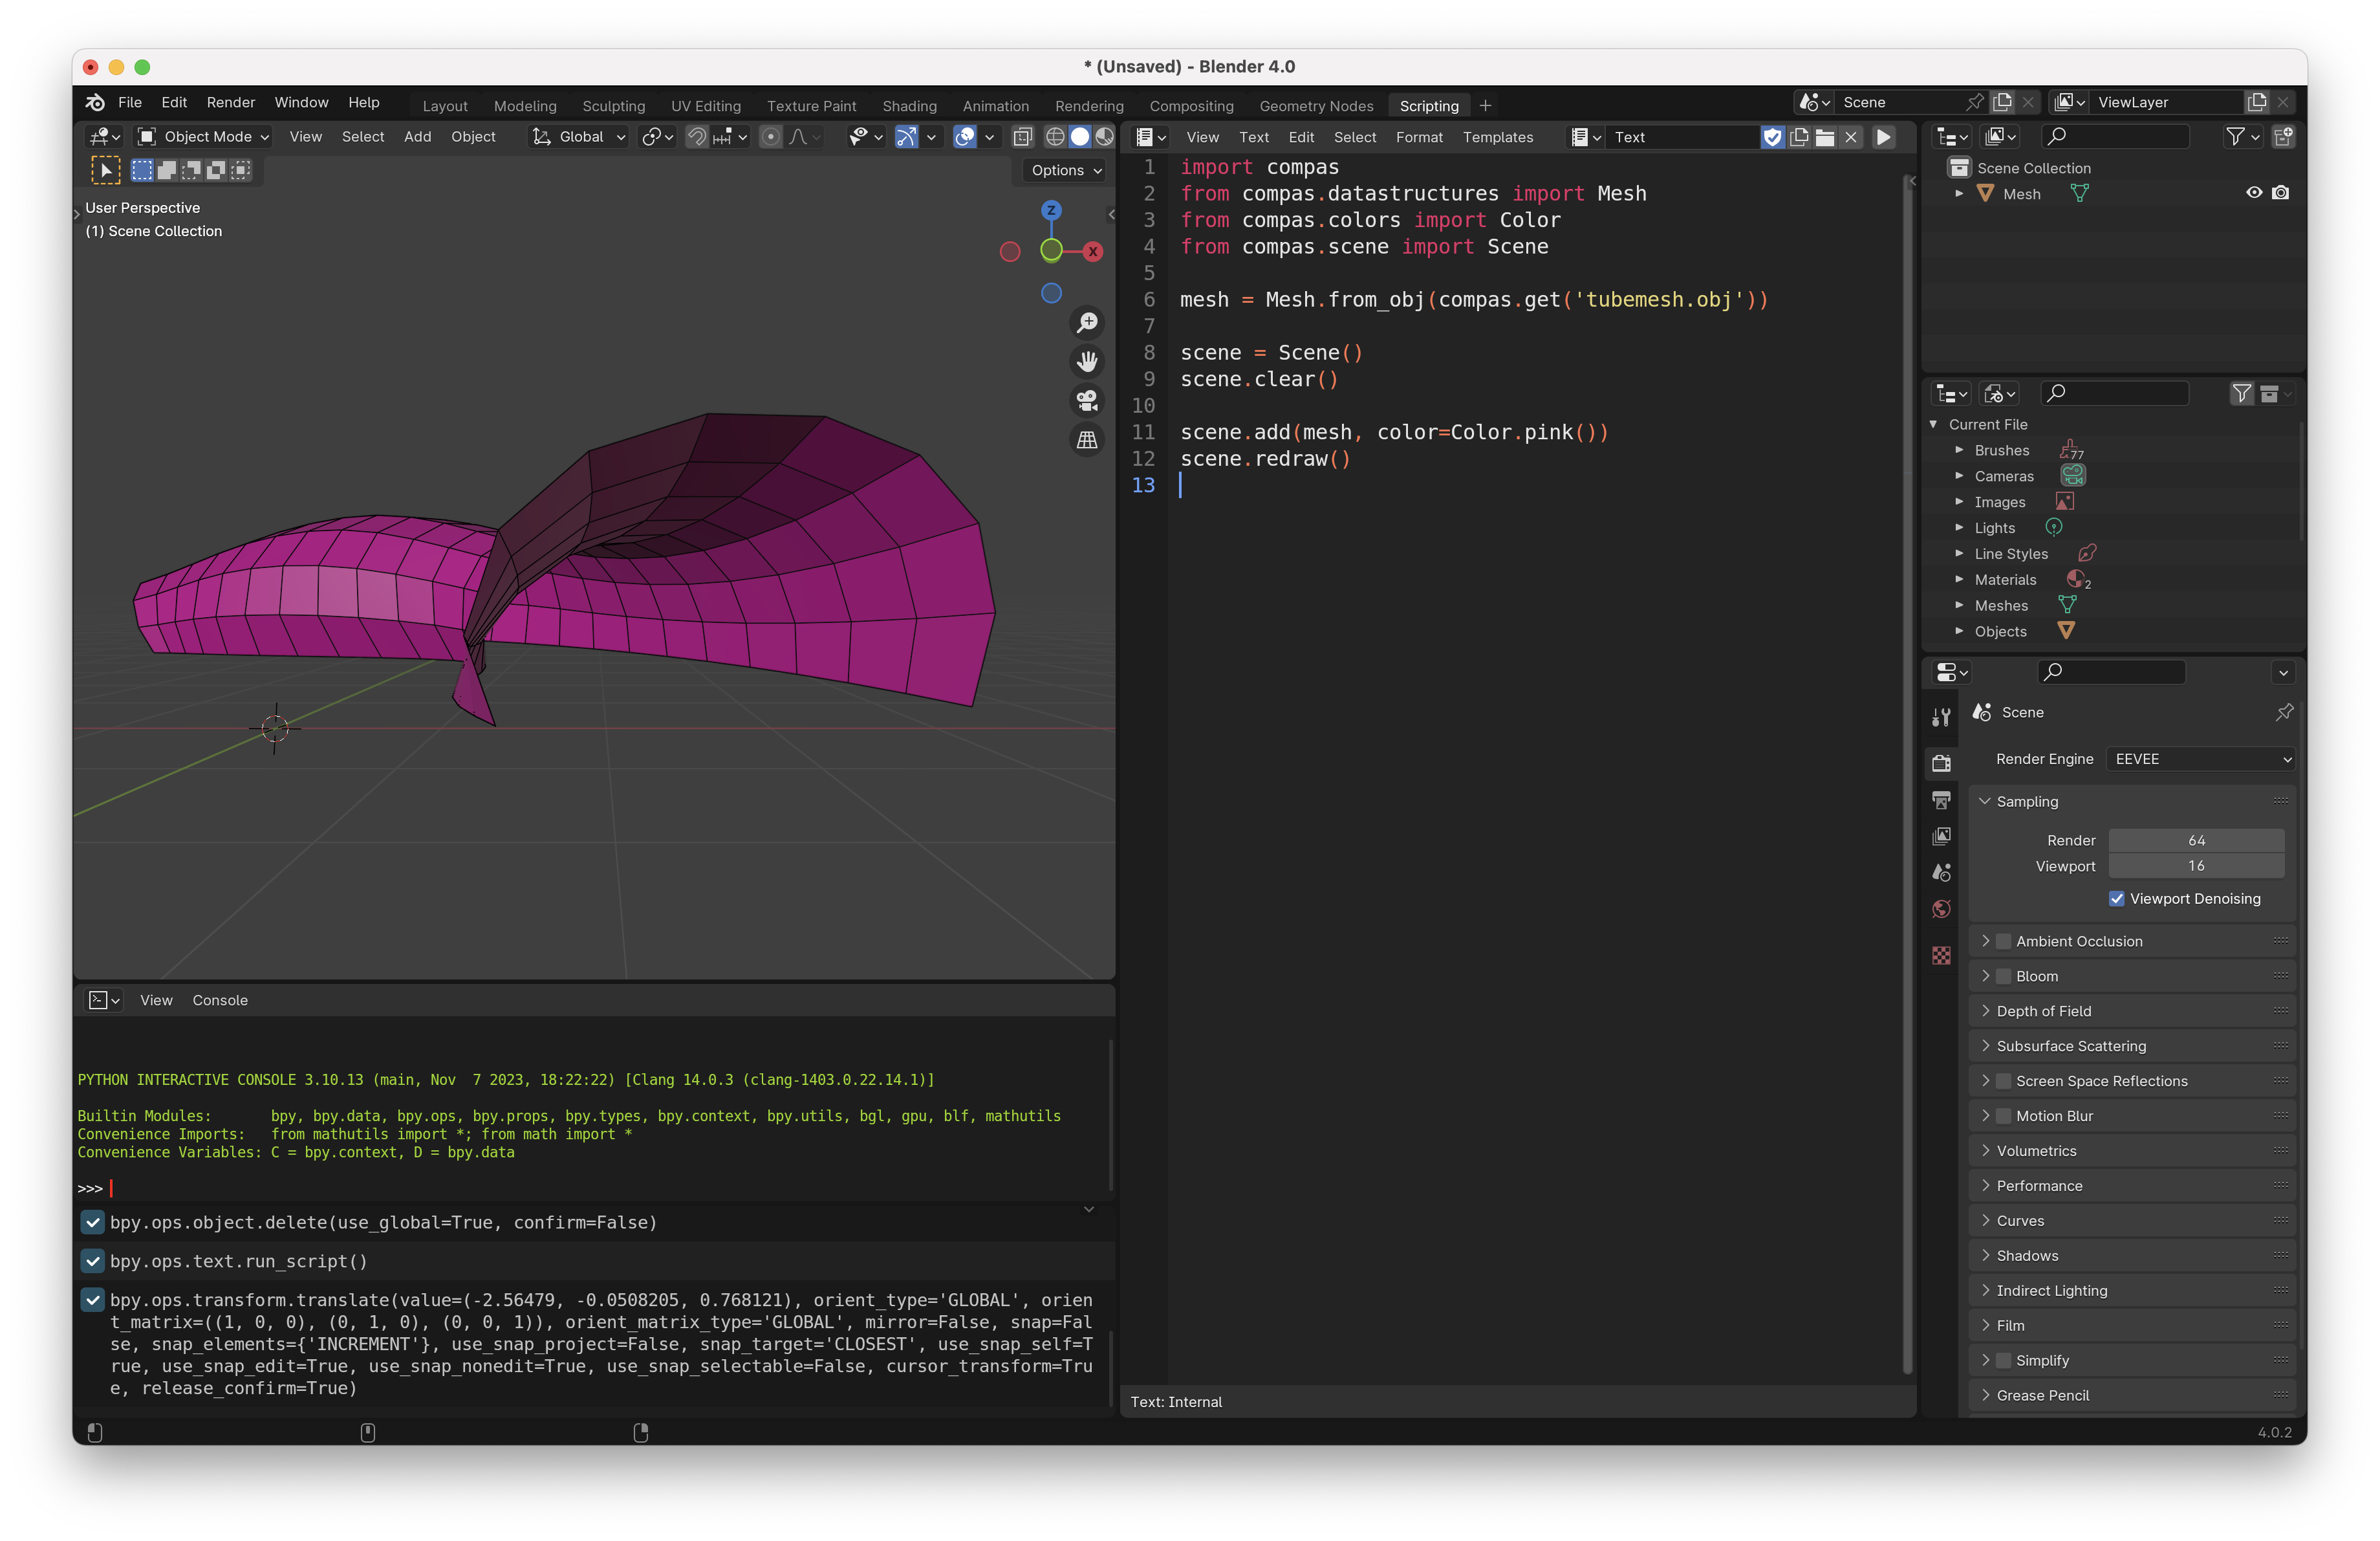 * (Unsaved) - Blender 4.0
File Edit Render Window Help Layout Modeling Sculpting UV Editing Texture Paint Shading Animation Rendering Compositing Geometry Nodes Scripting + Scene ViewLayer
Object Mode View Select Add Object Global
Options
User Perspective
(1) Scene Collection
Z
X
View Text Edit Select Format Templates Text
1 import compas
2 from compas.datastructures import Mesh
3 from compas.colors import Color
4 from compas.scene import Scene
5
6 mesh = Mesh.from_obj(compas.get('tubemesh.obj'))
7
8 scene = Scene()
9 scene.clear()
10
11 scene.add(mesh, color=Color.pink())
12 scene.redraw()
13
Text: Internal
View Console
PYTHON INTERACTIVE CONSOLE 3.10.13 (main, Nov  7 2023, 18:22:22) [Clang 14.0.3 (clang-1403.0.22.14.1)]
Builtin Modules:       bpy, bpy.data, bpy.ops, bpy.props, bpy.types, bpy.context, bpy.utils, bgl, gpu, blf, mathutils
Convenience Imports:   from mathutils import *; from math import *
Convenience Variables: C = bpy.context, D = bpy.data
>>>
bpy.ops.object.delete(use_global=True, confirm=False)
bpy.ops.text.run_script()
bpy.ops.transform.translate(value=(-2.56479, -0.0508205, 0.768121), orient_type='GLOBAL', orien
t_matrix=((1, 0, 0), (0, 1, 0), (0, 0, 1)), orient_matrix_type='GLOBAL', mirror=False, snap=Fal
se, snap_elements={'INCREMENT'}, use_snap_project=False, snap_target='CLOSEST', use_snap_self=T
rue, use_snap_edit=True, use_snap_nonedit=True, use_snap_selectable=False, cursor_transform=Tru
e, release_confirm=True)
Scene Collection
Mesh
Current File
Brushes 77
Cameras
Images
Lights
Line Styles
Materials 2
Meshes
Objects
Scene
Render Engine EEVEE
Sampling
Render 64
Viewport 16
Viewport Denoising
Ambient Occlusion
Bloom
Depth of Field
Subsurface Scattering
Screen Space Reflections
Motion Blur
Volumetrics
Performance
Curves
Shadows
Indirect Lighting
Film
Simplify
Grease Pencil
4.0.2